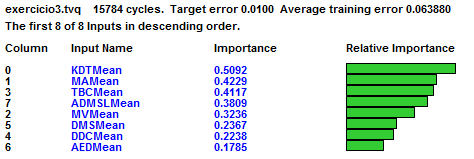 exercicio3.tvq 15784 cycles. Target error 0.0100 Average training error 0.063880
The first 8 of 8 Inputs in descending order.
Column Input Name Importance Relative Importance
0 KDTMean 0.5092
1 MAMean 0.4229
3 TBCMean 0.4117
7 ADMSLMean 0.3809
2 MVMean 0.3236
5 DMSMean 0.2367
4 DDCMean 0.2238
6 AEDMean 0.1785